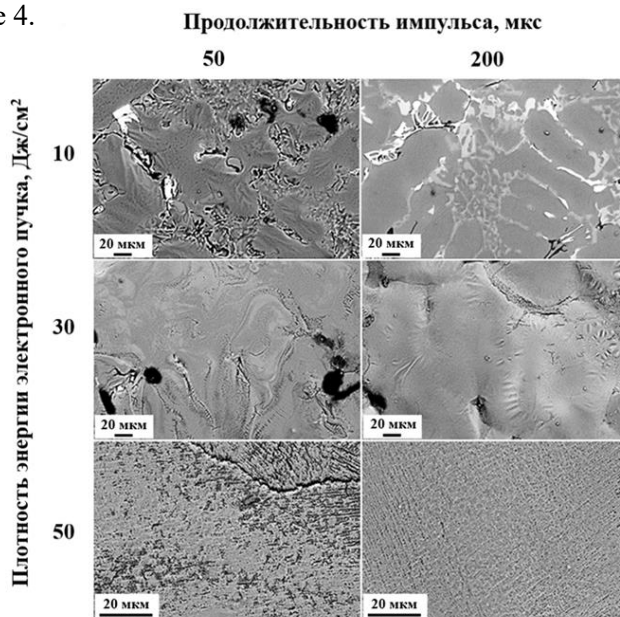 е 4.
Продолжительность импульса, мкс
50
200
Плотность энергии электронного пучка, Дж/см²
10
20 мкм
20 мкм
30
20 мкм
20 мкм
50
20 мкм
20 мкм